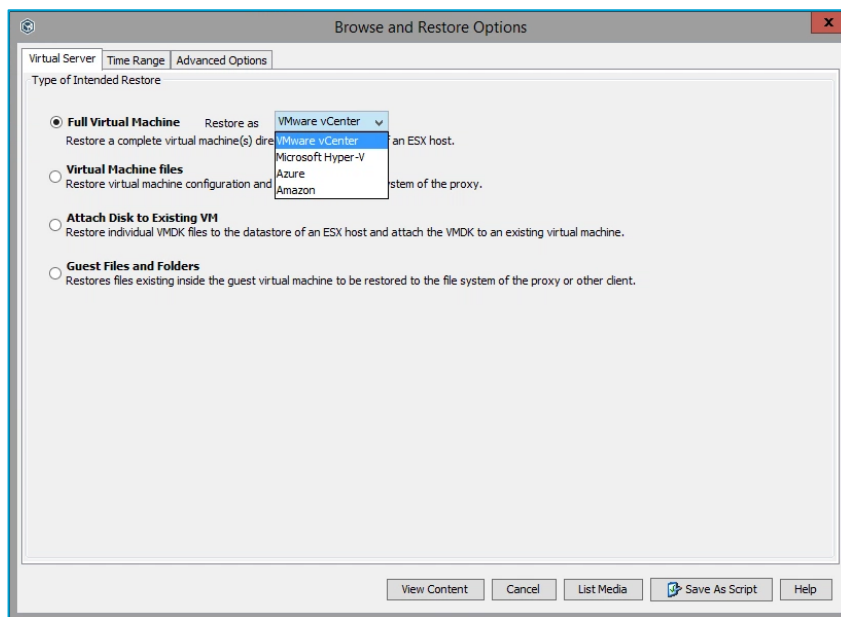 Browse and Restore Options
x
Virtual Server Time Range Advanced Options
Type of Intended Restore
Full Virtual Machine Restore as VMware vCenter
Restore a complete virtual machine(s) dire f an ESX host.
VMware vCenter
Microsoft Hyper-V
Azure
Amazon
Virtual Machine files
Restore virtual machine configuration and stem of the proxy.
Attach Disk to Existing VM
Restore individual VMDK files to the datastore of an ESX host and attach the VMDK to an existing virtual machine.
Guest Files and Folders
Restores files existing inside the guest virtual machine to be restored to the file system of the proxy or other client.
View Content Cancel List Media Save As Script Help